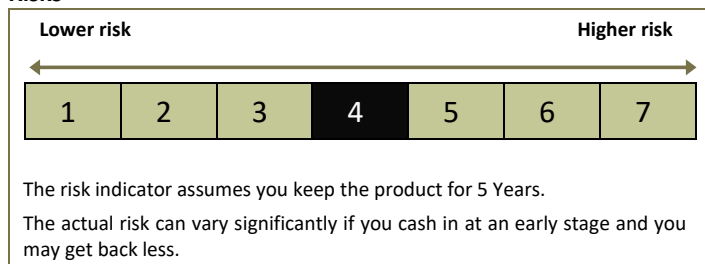 Lower risk Higher risk
1 2 3 4 5 6 7
The risk indicator assumes you keep the product for 5 Years.
The actual risk can vary significantly if you cash in at an early stage and you
may get back less.